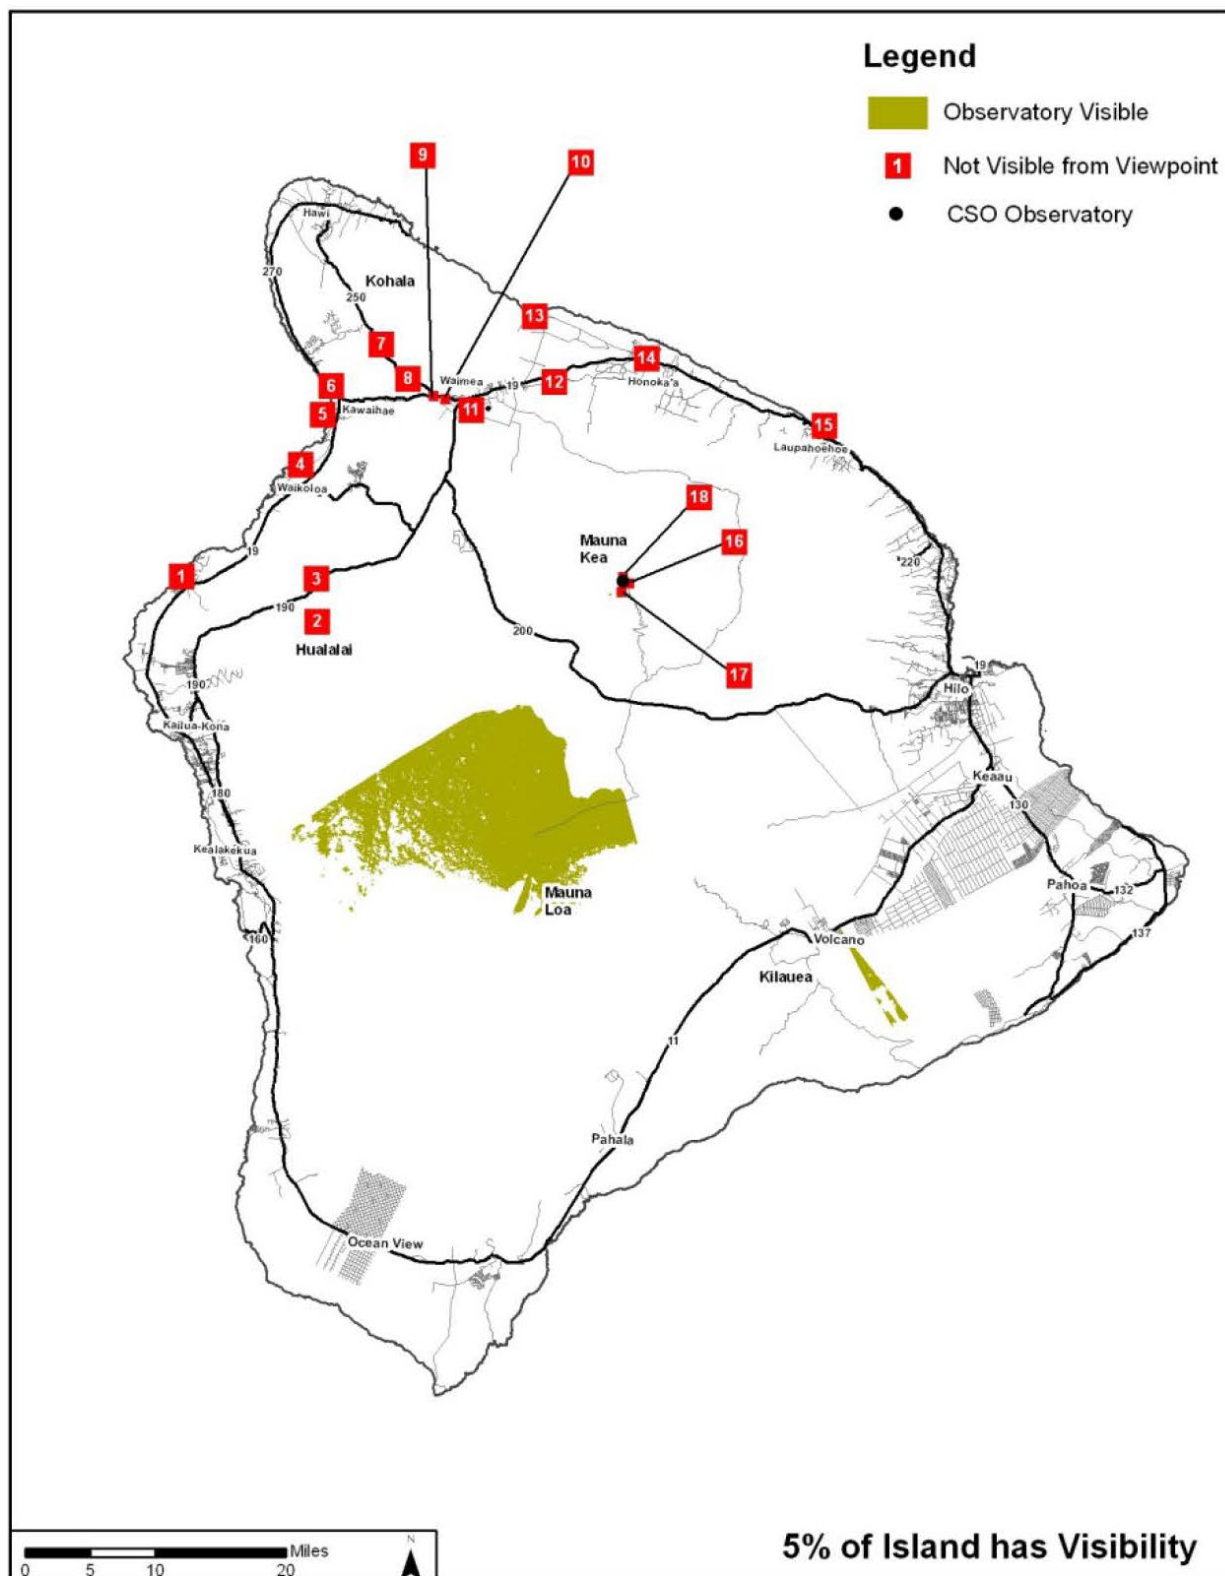 Legend
Observatory Visible
1 Not Visible from Viewpoint
CSO Observatory
9
10
Hawi
270
Kohala
250
13
7
14
6
8
Waimea
19
12
Honoka'a
5
Kawaihae
11
15
Laupahoehoe
4
Waikoloa
18
Mauna
Kea
16
19
220
1
3
190
2
Hualalai
200
17
19
190
Hilo
Kailua-Kona
Keaau
180
130
Kealakekua
Mauna
Loa
Pahoa
132
160
Volcano
137
Kilauea
11
Pahala
Ocean View
N
Miles
0 5 10 20
5% of Island has Visibility